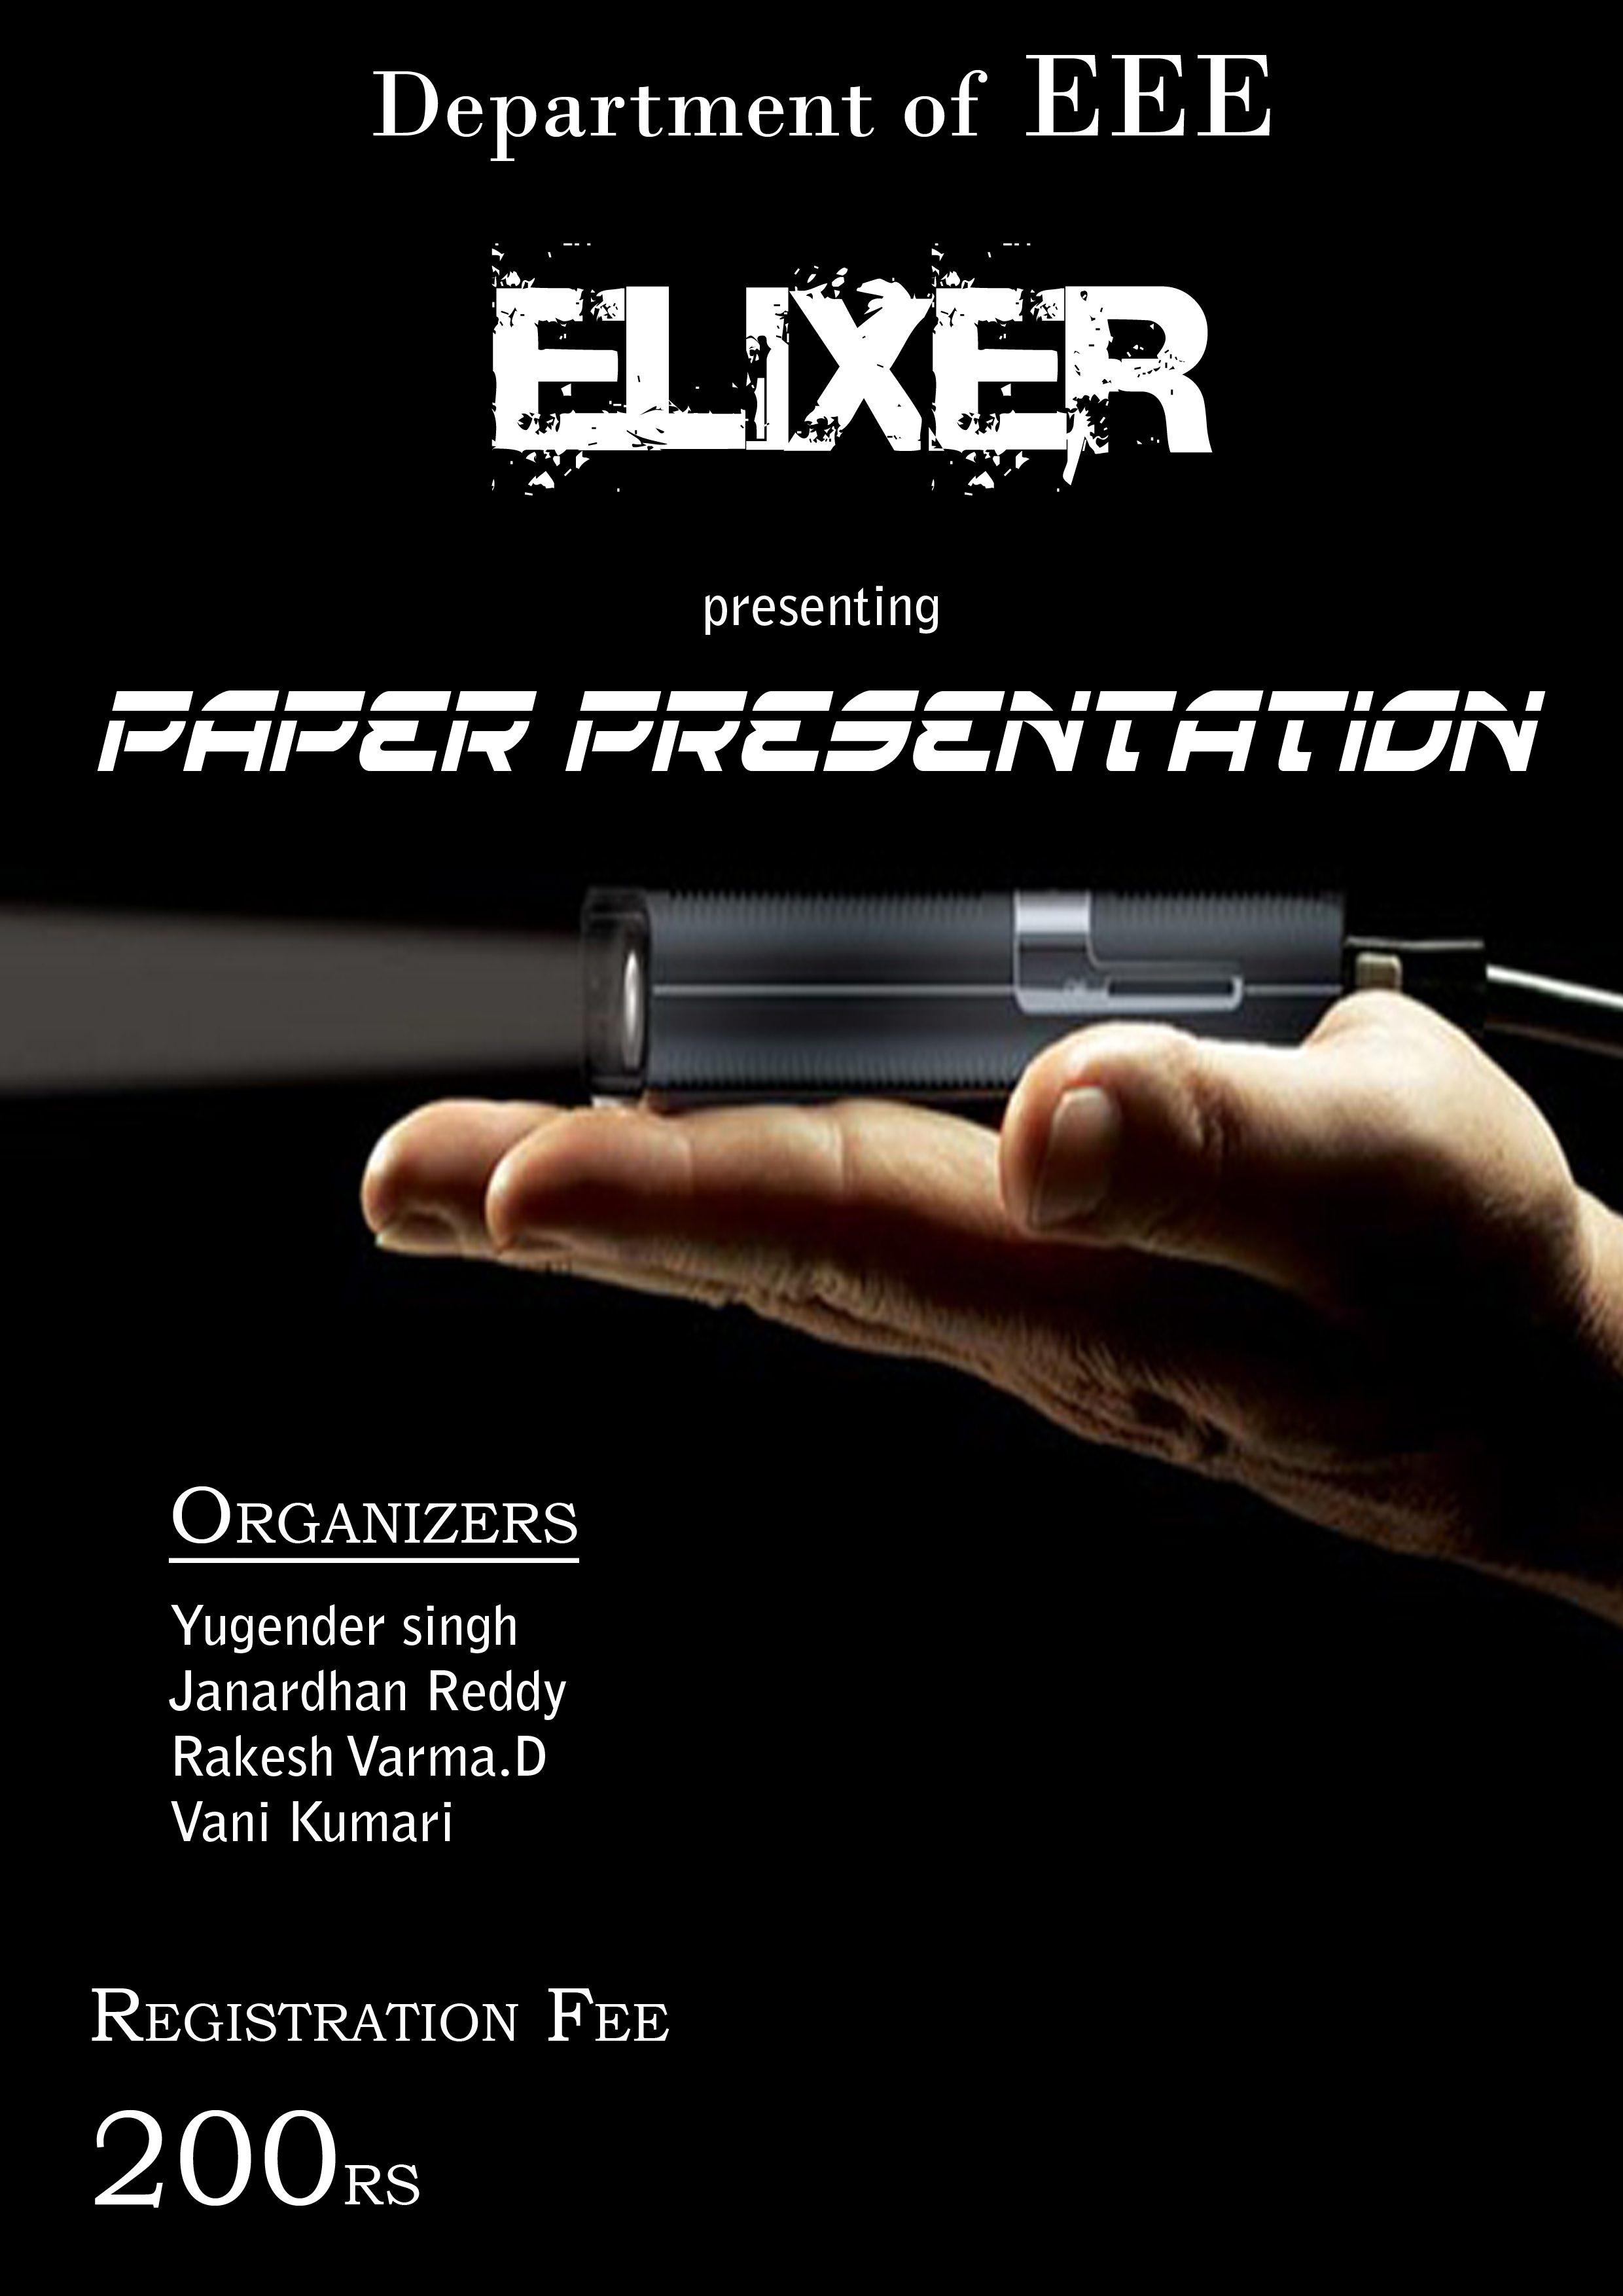 Department of EEE
ELIXER
presenting
PAPER PRESENTATION
ORGANIZERS
Yugender singh
Janardhan Reddy
Rakesh Varma.D
Vani Kumari
REGISTRATION FEE
200RS